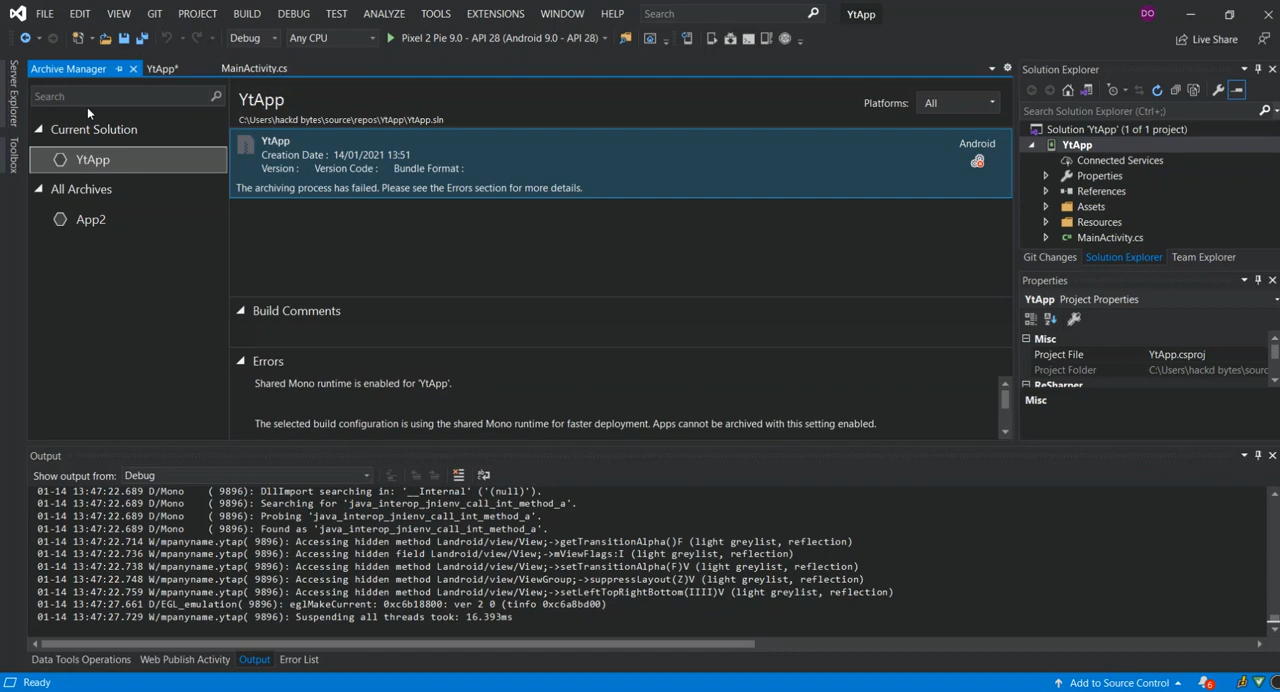 FILE EDIT VIEW GIT PROJECT BUILD DEBUG TEST ANALYZE TOOLS EXTENSIONS WINDOW HELP Search YtApp DO
Debug Any CPU Pixel 2 Pie 9.0 - API 28 (Android 9.0 - API 28) Live Share
Server Explorer
Toolbox
Archive Manager YtApp* MainActivity.cs
Search
Current Solution
YtApp
All Archives
App2
YtApp
C:\Users\hackd bytes\source\repos\YtApp\YtApp.sln
Platforms: All
YtApp
Creation Date : 14/01/2021 13:51
Version : Version Code : Bundle Format :
Android
The archiving process has failed. Please see the Errors section for more details.
Build Comments
Errors
Shared Mono runtime is enabled for 'YtApp'.
The selected build configuration is using the shared Mono runtime for faster deployment. Apps cannot be archived with this setting enabled.
Solution Explorer
Search Solution Explorer (Ctrl+;)
Solution 'YtApp' (1 of 1 project)
YtApp
Connected Services
Properties
References
Assets
Resources
MainActivity.cs
Git Changes Solution Explorer Team Explorer
Properties
YtApp Project Properties
Misc
Project File YtApp.csproj
Project Folder C:\Users\hackd bytes\sourc
ReSharper
Misc
Output
Show output from: Debug
01-14 13:47:22.689 D/Mono ( 9896): DllImport searching in: '__Internal' ('(null)').
01-14 13:47:22.689 D/Mono ( 9896): Searching for 'java_interop_jnienv_call_int_method_a'.
01-14 13:47:22.689 D/Mono ( 9896): Probing 'java_interop_jnienv_call_int_method_a'.
01-14 13:47:22.689 D/Mono ( 9896): Found as 'java_interop_jnienv_call_int_method_a'.
01-14 13:47:22.714 W/mpanyname.ytap( 9896): Accessing hidden method Landroid/view/View;->getTransitionAlpha()F (light greylist, reflection)
01-14 13:47:22.736 W/mpanyname.ytap( 9896): Accessing hidden field Landroid/view/View;->mViewFlags:I (light greylist, reflection)
01-14 13:47:22.738 W/mpanyname.ytap( 9896): Accessing hidden method Landroid/view/View;->setTransitionAlpha(F)V (light greylist, reflection)
01-14 13:47:22.748 W/mpanyname.ytap( 9896): Accessing hidden method Landroid/view/ViewGroup;->suppressLayout(Z)V (light greylist, reflection)
01-14 13:47:22.759 W/mpanyname.ytap( 9896): Accessing hidden method Landroid/view/View;->setLeftTopRightBottom(IIII)V (light greylist, reflection)
01-14 13:47:27.661 D/EGL_emulation( 9896): eglMakeCurrent: 0xc6b18800: ver 2 0 (tinfo 0xc6a8bd00)
01-14 13:47:27.729 W/mpanyname.ytap( 9896): Suspending all threads took: 16.393ms
Data Tools Operations Web Publish Activity Output Error List
Ready Add to Source Control 6